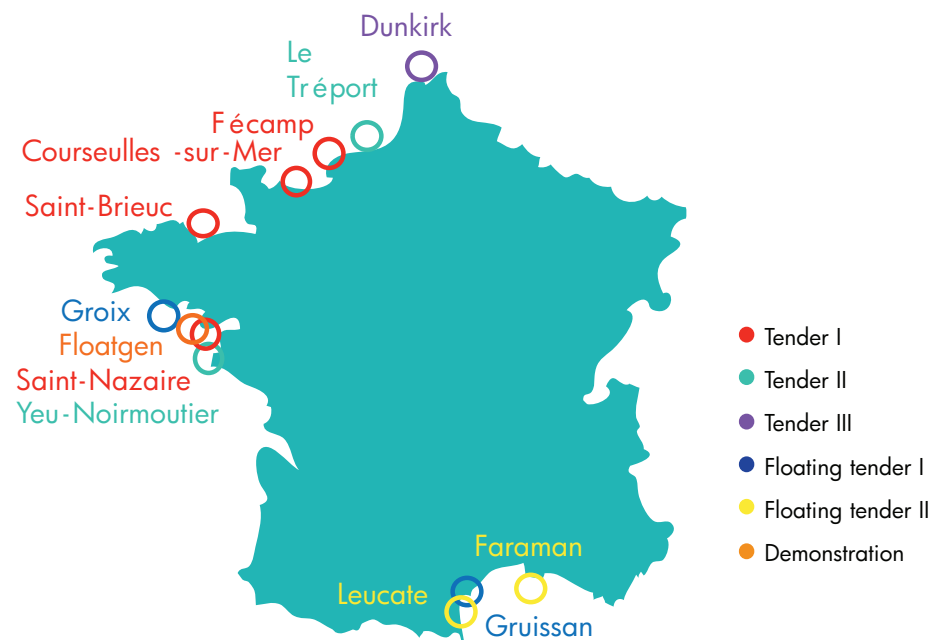 Dunkirk
Le
Tréport
Fécamp
Courseulles -sur-Mer
Saint-Brieuc
Groix
Floatgen
Saint-Nazaire
Yeu-Noirmoutier
Tender I
Tender II
Tender III
Floating tender I
Floating tender II
Demonstration
Faraman
Leucate
Gruissan